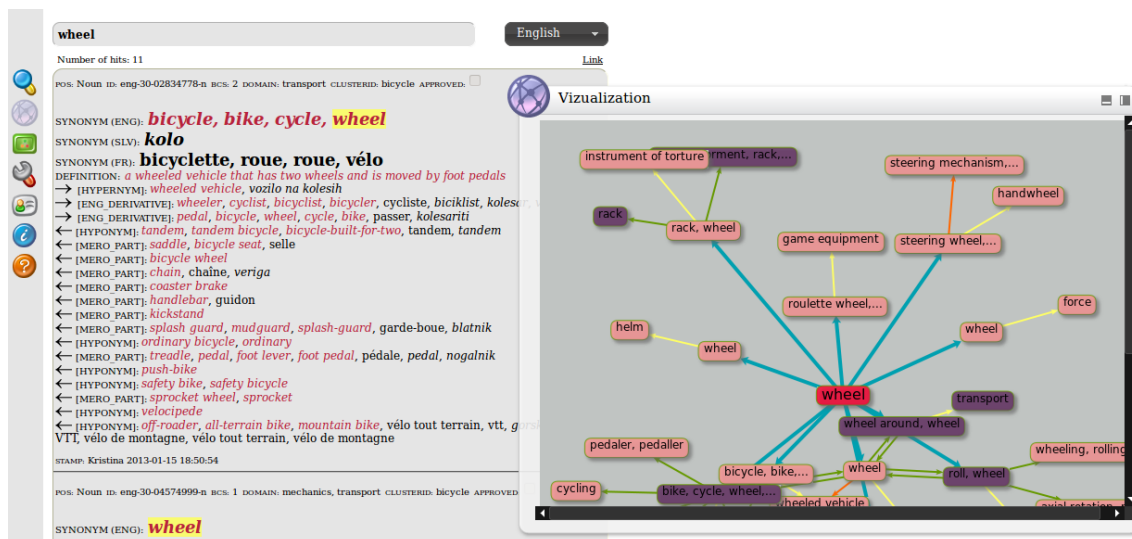 wheel
English
Number of hits: 11
Link
POS: Noun ID: eng-30-02834778-n BCS: 2 DOMAIN: transport CLUSTERID: bicycle APPROVED:
SYNONYM (ENG): bicycle, bike, cycle, wheel
SYNONYM (SLV): kolo
SYNONYM (FR): bicyclette, roue, roue, vélo
DEFINITION: a wheeled vehicle that has two wheels and is moved by foot pedals
→ [HYPERNYM]: wheeled vehicle, vozilo na kolesih
→ [ENG_DERIVATIVE]: wheeler, cyclist, bicyclist, bicycler, cycliste, biciklist, kolesar,
→ [ENG_DERIVATIVE]: pedal, bicycle, wheel, cycle, bike, passer, kolesariti
← [HYPONYM]: tandem, tandem bicycle, bicycle-built-for-two, tandem, tandem
← [MERO_PART]: saddle, bicycle seat, selle
← [MERO_PART]: bicycle wheel
← [MERO_PART]: chain, chaîne, veriga
← [MERO_PART]: coaster brake
← [MERO_PART]: handlebar, guidon
← [MERO_PART]: kickstand
← [MERO_PART]: splash guard, mudguard, splash-guard, garde-boue, blatnik
← [HYPONYM]: ordinary bicycle, ordinary
← [MERO_PART]: treadle, pedal, foot lever, foot pedal, pédale, pedal, nogalnik
← [HYPONYM]: push-bike
← [HYPONYM]: safety bike, safety bicycle
← [MERO_PART]: sprocket wheel, sprocket
← [HYPONYM]: velocipede
← [HYPONYM]: off-roader, all-terrain bike, mountain bike, vélo tout terrain, vtt,
VTT, vélo de montagne, vélo tout terrain, vélo de montagne
STAMP: Kristina 2013-01-15 18:50:54
POS: Noun ID: eng-30-04574999-n BCS: 1 DOMAIN: mechanics, transport CLUSTERID: bicycle APPROVED
SYNONYM (ENG): wheel
Vizualization
instrument of torture
rack,...
steering mechanism,...
handwheel
rack
rack, wheel
game equipment
steering wheel,...
roulette wheel,...
force
helm
wheel
wheel
wheel
transport
wheel around, wheel
pedaler, pedaller
wheeling, rolling
bicycle, bike,...
wheel
roll, wheel
cycling
bike, cycle, wheel,...
wheeled vehicle
axial rotation,